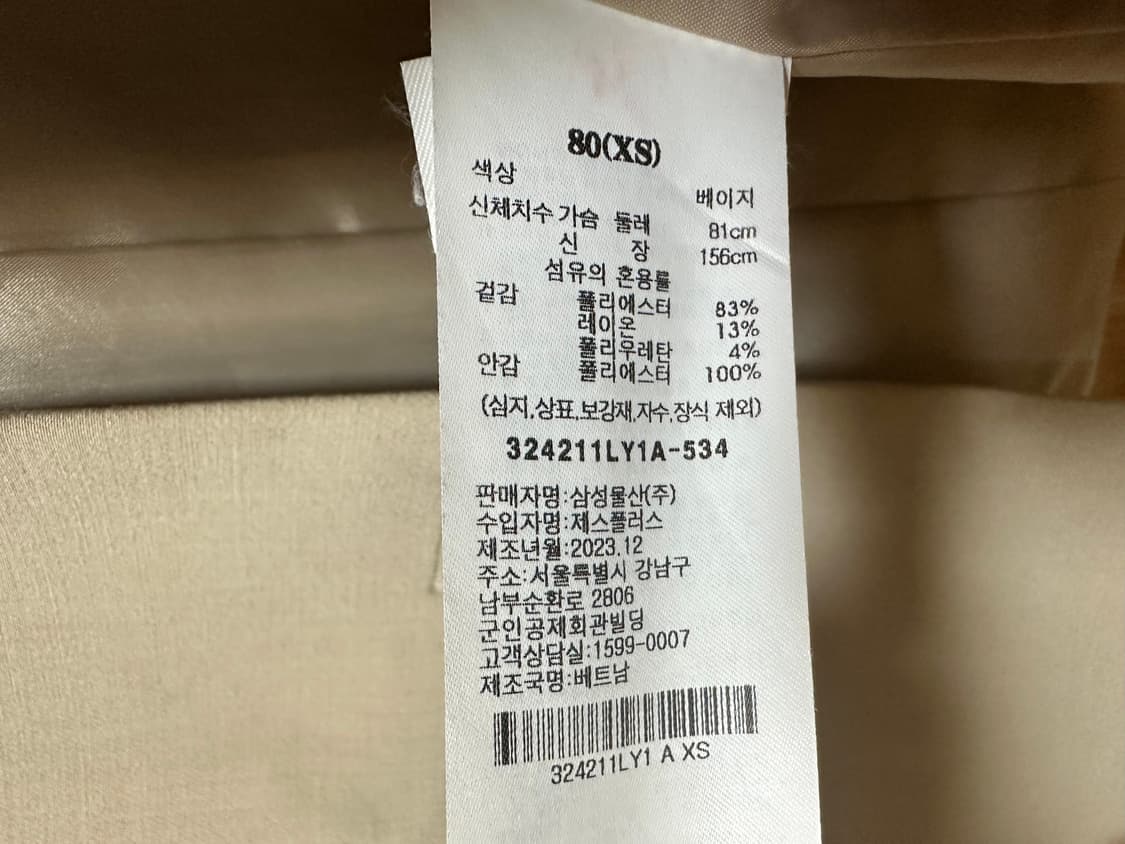 80(XS)
색상 베이지
신체치수 가슴 둘레 81cm
신 장 156cm
섬유의 혼용률
겉감 폴리에스터 83%
레이온 13%
폴리우레탄 4%
안감 폴리에스터 100%
(심지,상표,보강재,자수,장식 제외)
324211LY1A-534
판매자명:삼성물산(주)
수입자명:제스플러스
제조년월:2023.12
주소:서울특별시 강남구
남부순환로 2806
군인공제회관빌딩
고객상담실:1599-0007
제조국명:베트남
324211LY1 A XS